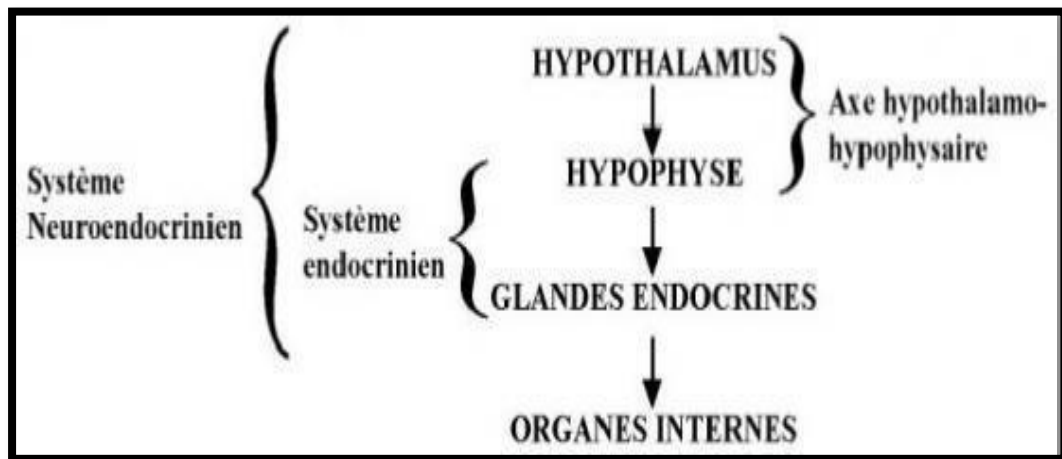 HYPOTHALAMUS
Axe hypothalamo-
hypophysaire
HYPOPHYSE
Système
Neuroendocrinien
Système
endocrinien
GLANDES ENDOCRINES
ORGANES INTERNES